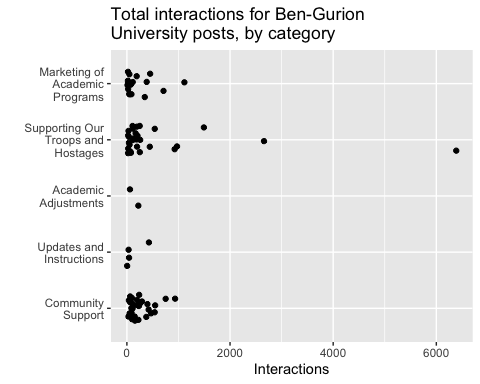 Total interactions for Ben-Gurion
University posts, by category
Marketing of
Academic
Programs
Supporting Our
Troops and
Hostages
Academic
Adjustments
Updates and
Instructions
Community
Support
0
2000
4000
6000
Interactions